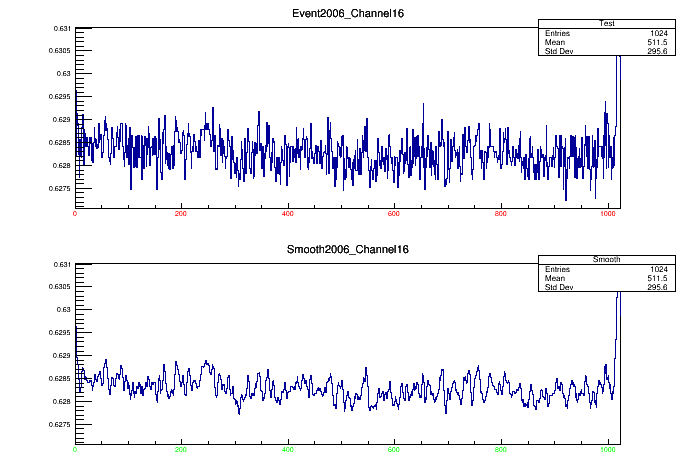 Event2006_Channel16
Test
Entries 1024
Mean 511.5
Std Dev 295.6
0.631
0.6305
0.63
0.6295
0.629
0.6285
0.628
0.6275
0 200 400 600 800 1000
Smooth2006_Channel16
Smooth
Entries 1024
Mean 511.5
Std Dev 295.6
0.631
0.6305
0.63
0.6295
0.629
0.6285
0.628
0.6275
0 200 400 600 800 1000